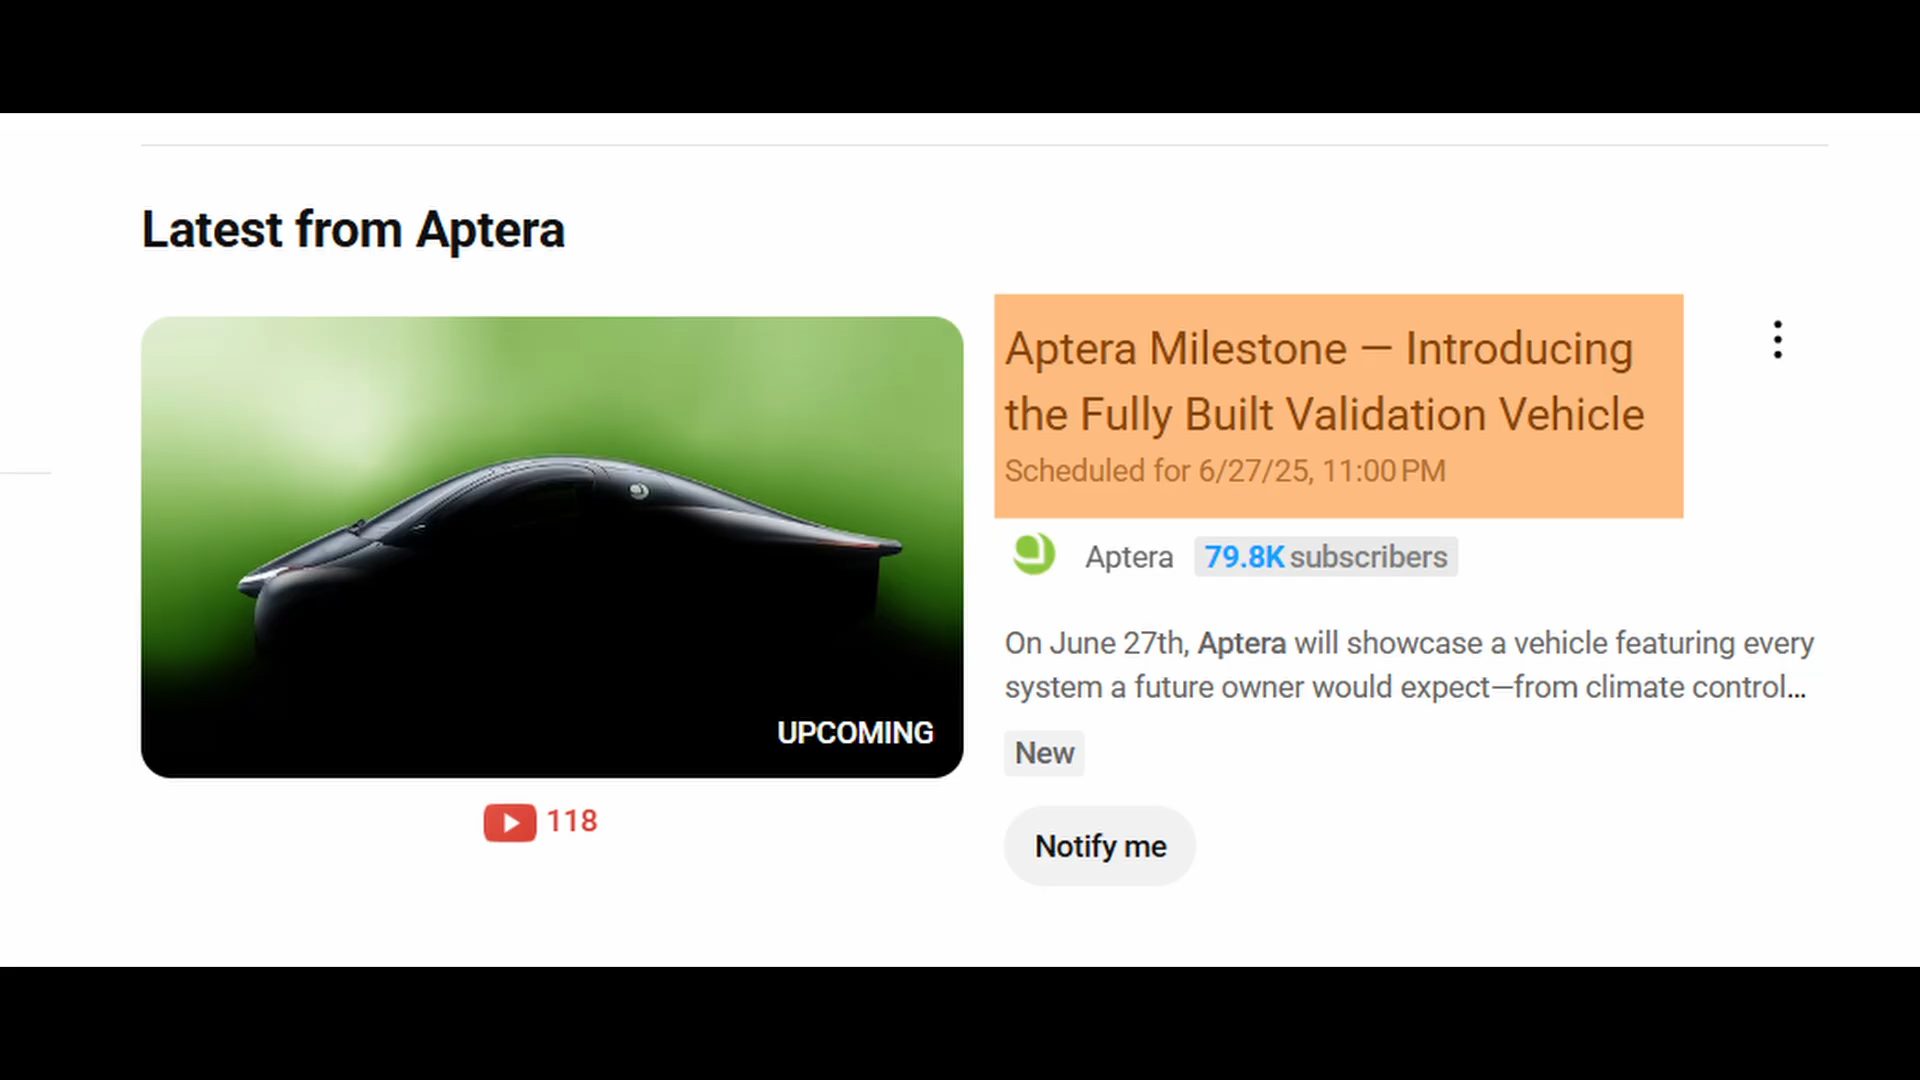 Latest from Aptera
Aptera Milestone — Introducing
the Fully Built Validation Vehicle
Scheduled for 6/27/25, 11:00 PM
Aptera 79.8K subscribers
On June 27th, Aptera will showcase a vehicle featuring every
system a future owner would expect—from climate control...
New
Notify me
UPCOMING
118